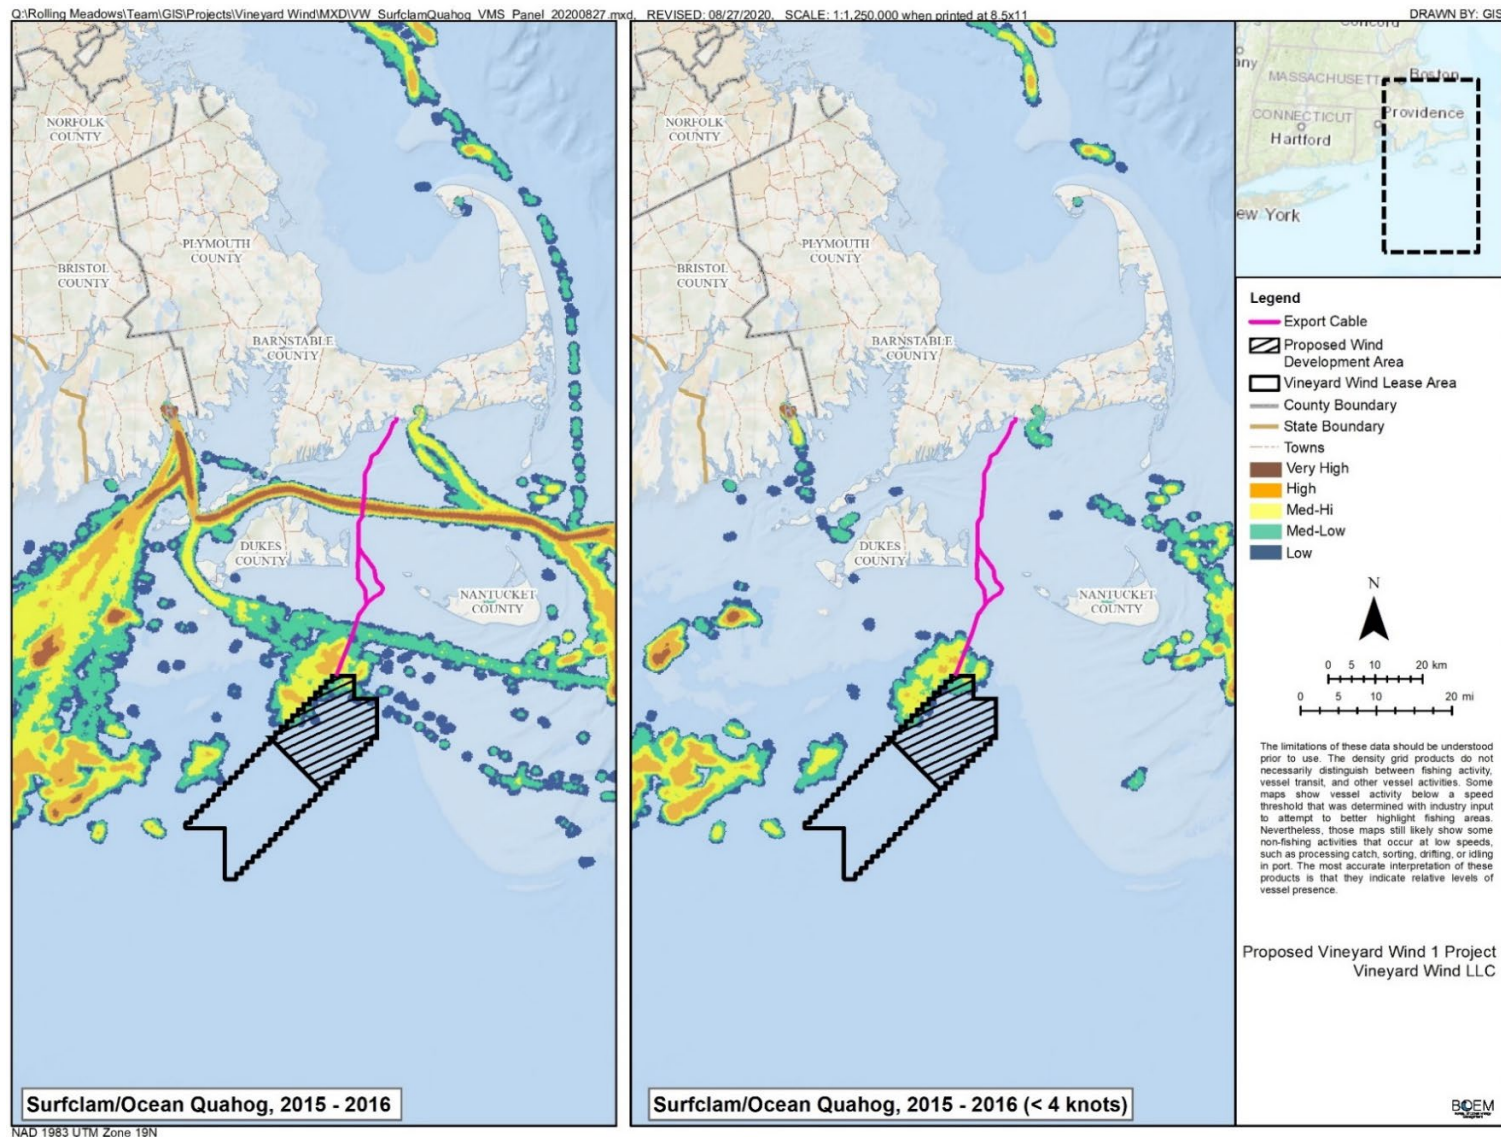 Q:\Rolling Meadows\Team\GIS\Projects\Vineyard Wind\MXD\VW_SurfclamQuahog_VMS_Panel_20200827.mxd, REVISED: 08/27/2020, SCALE: 1:1,250,000 when printed at 8.5x11
DRAWN BY: GIS
NORFOLK
COUNTY
PLYMOUTH
COUNTY
BRISTOL
COUNTY
BARNSTABLE
COUNTY
DUKES
COUNTY
NANTUCKET
COUNTY
Surfclam/Ocean Quahog, 2015 - 2016
NORFOLK
COUNTY
PLYMOUTH
COUNTY
BRISTOL
COUNTY
BARNSTABLE
COUNTY
DUKES
COUNTY
NANTUCKET
COUNTY
Surfclam/Ocean Quahog, 2015 - 2016 (< 4 knots)
Concord
ny
MASSACHUSETT
Boston
CONNECTICUT
Providence
Hartford
ew York
Legend
Export Cable
Proposed Wind
Development Area
Vineyard Wind Lease Area
County Boundary
State Boundary
Towns
Very High
High
Med-Hi
Med-Low
Low
N
0 5 10 20 km
0 5 10 20 mi
The limitations of these data should be understood
prior to use. The density grid products do not
necessarily distinguish between fishing activity,
vessel transit, and other vessel activities. Some
maps show vessel activity below a speed
threshold that was determined with industry input
to attempt to better highlight fishing areas.
Nevertheless, those maps still likely show some
non-fishing activities that occur at low speeds,
such as processing catch, sorting, drifting, or idling
in port. The most accurate interpretation of these
products is that they indicate relative levels of
vessel presence.
Proposed Vineyard Wind 1 Project
Vineyard Wind LLC
BOEM
NAD 1983 UTM Zone 19N